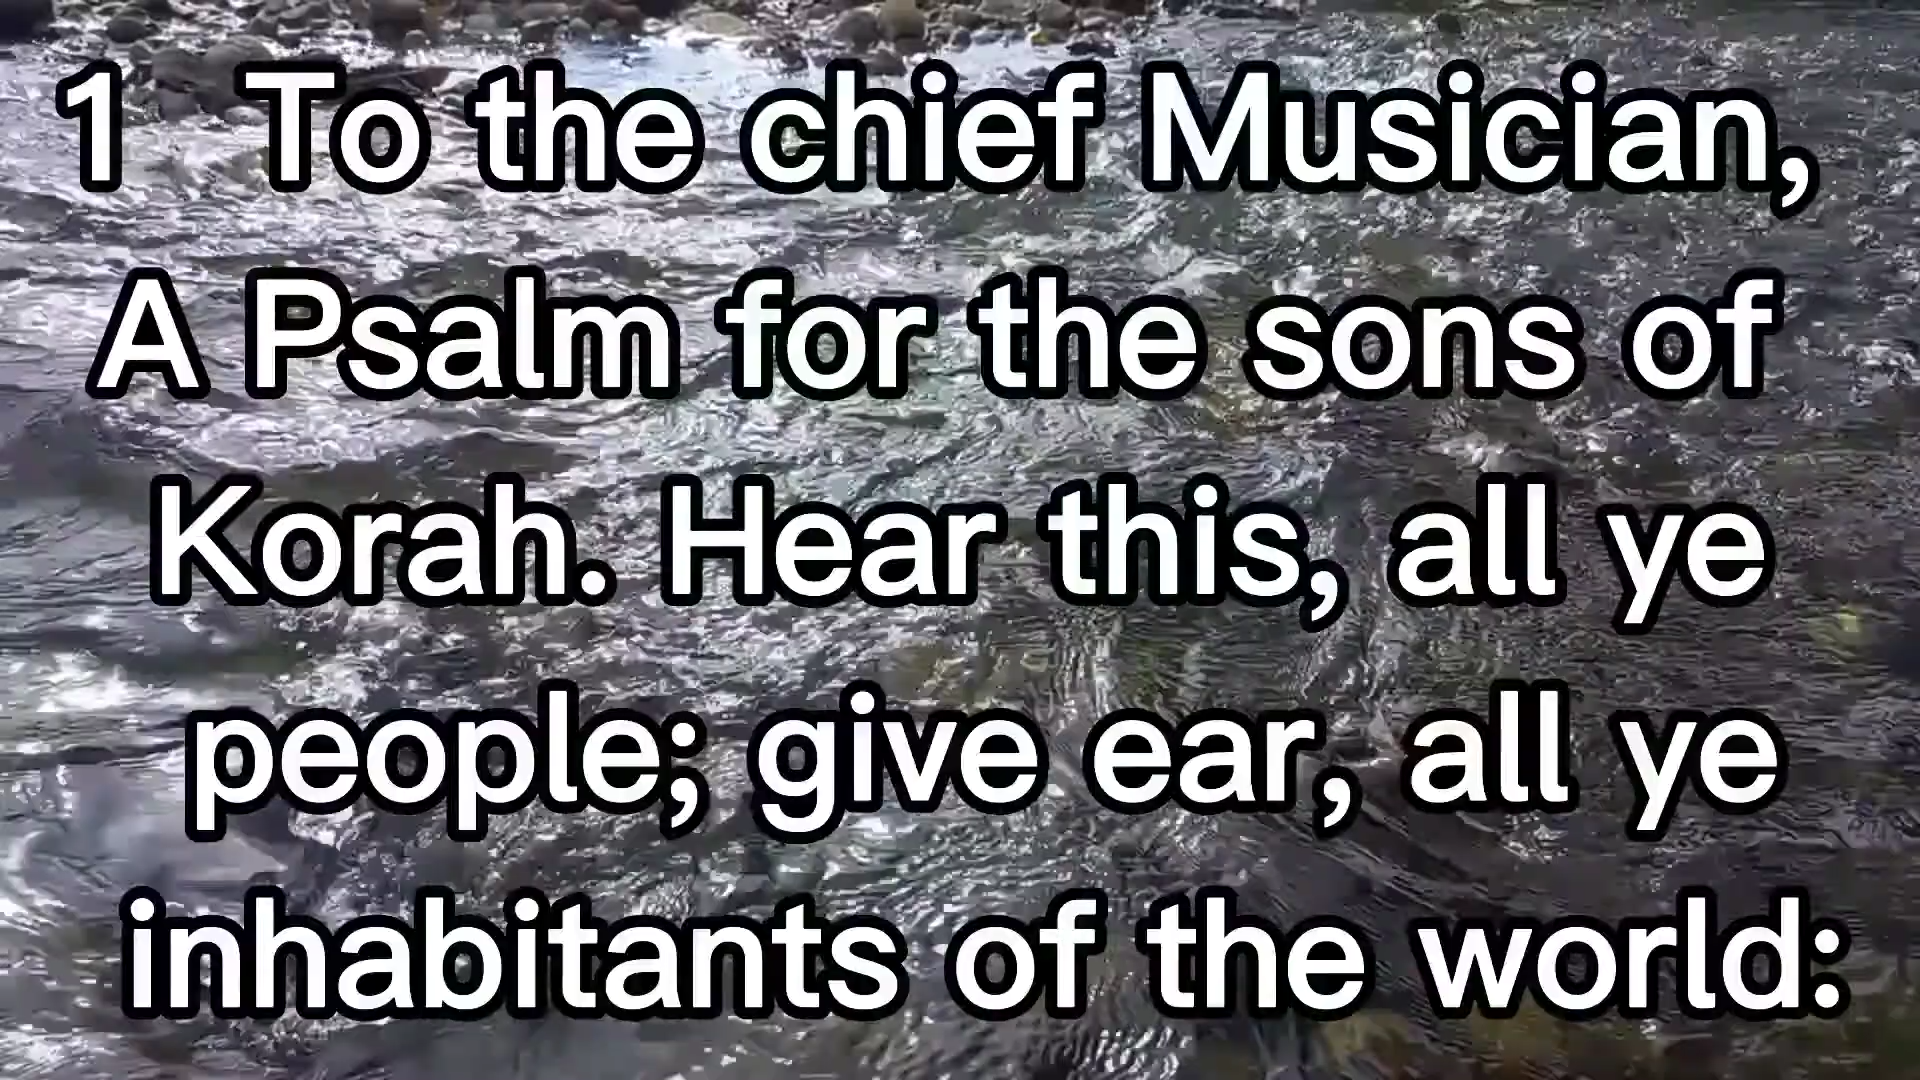 1 To the chief Musician,
A Psalm for the sons of
Korah. Hear this, all ye
people; give ear, all ye
inhabitants of the world: